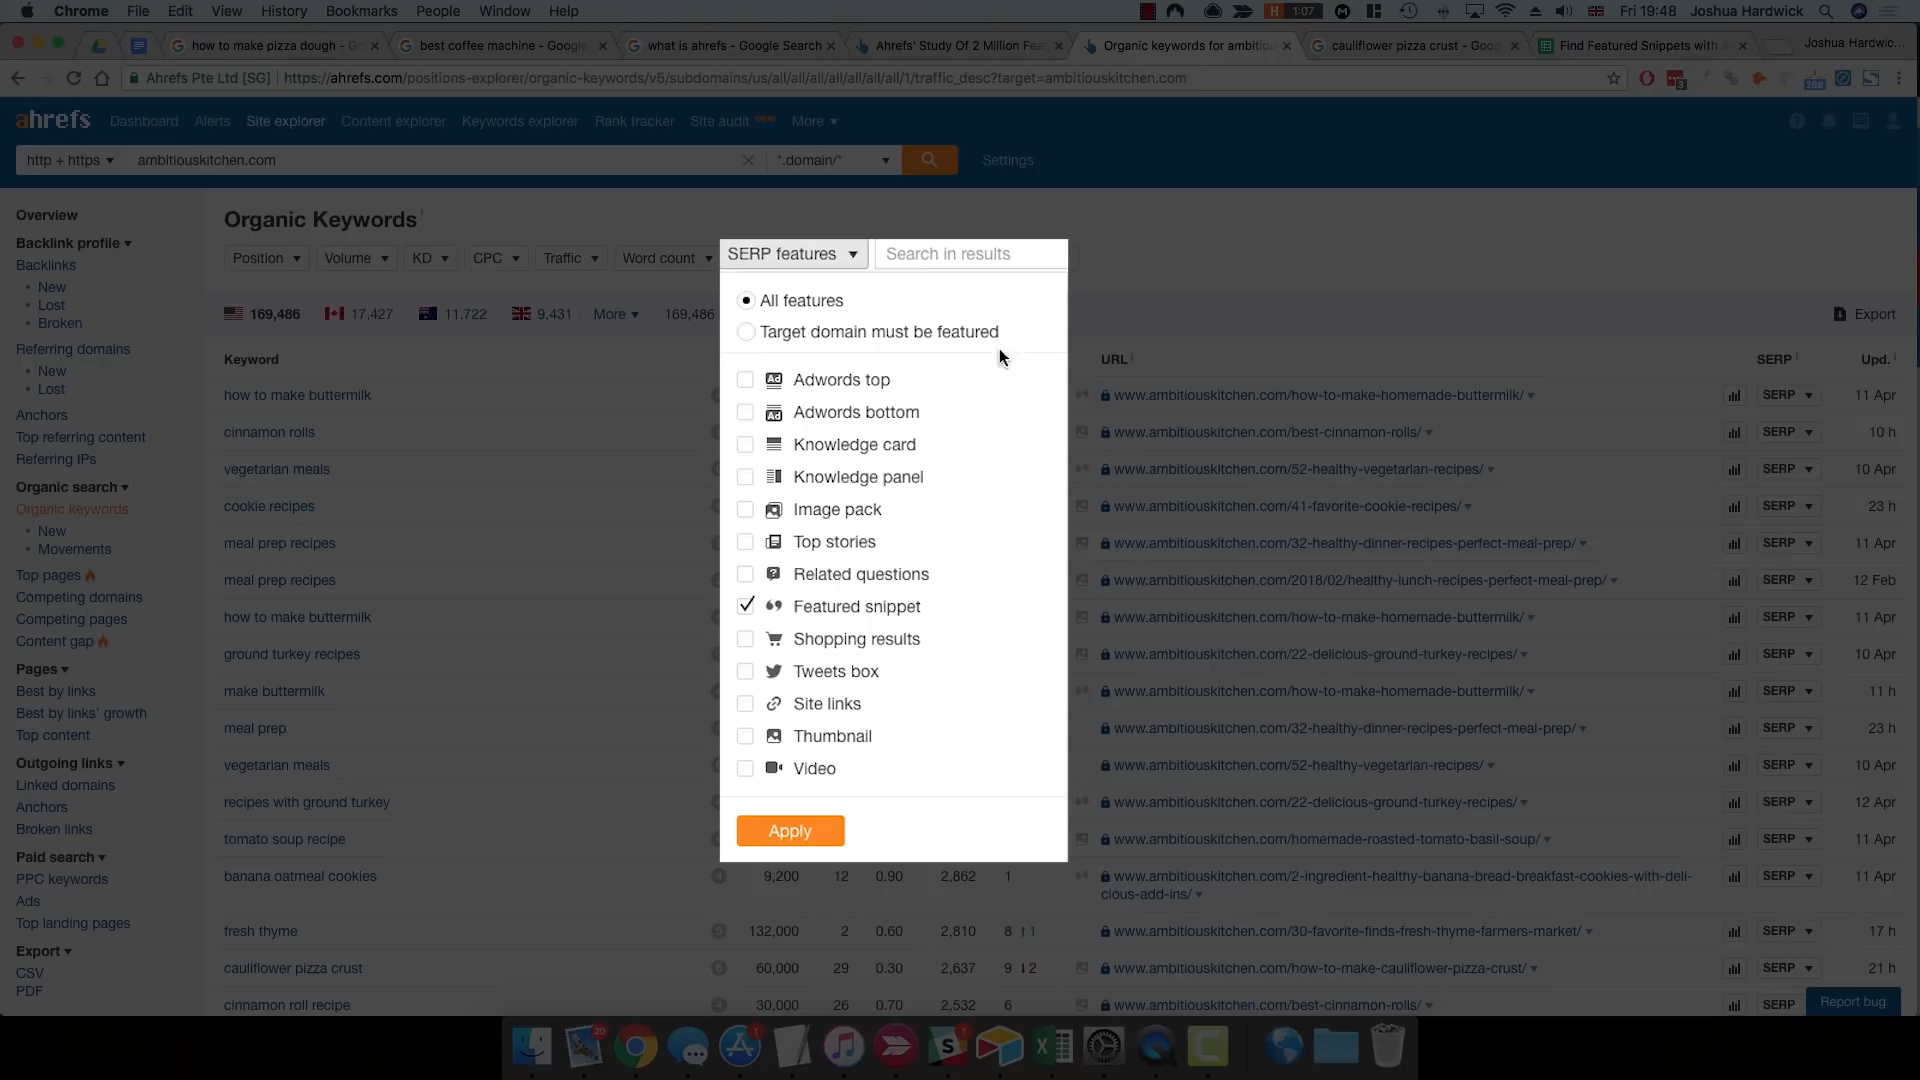 Chrome File Edit View History Bookmarks People Window Help
1:07 Fri 19:48 Joshua Hardwick
how to make pizza dough - Go
best coffee machine - Google
what is ahrefs - Google Search
Ahrefs' Study Of 2 Million Fea
Organic keywords for ambitiou
cauliflower pizza crust - Goog
Find Featured Snippets with A
Joshua Hardwic...
Ahrefs Pte Ltd [SG] https://ahrefs.com/positions-explorer/organic-keywords/v5/subdomains/us/all/all/all/all/all/all/all/1/traffic_desc?target=ambitiouskitchen.com
ahrefs Dashboard Alerts Site explorer Content explorer Keywords explorer Rank tracker Site audit NEW More
http + https ambitiouskitchen.com *.domain/* Settings
Overview
Backlink profile
Backlinks
New
Lost
Broken
Referring domains
New
Lost
Anchors
Top referring content
Referring IPs
Organic search
Organic keywords
New
Movements
Top pages
Competing domains
Competing pages
Content gap
Pages
Best by links
Best by links' growth
Top content
Outgoing links
Linked domains
Anchors
Broken links
Paid search
PPC keywords
Ads
Top landing pages
Export
CSV
PDF
Organic Keywords
Position Volume KD CPC Traffic Word count SERP features Search in results
169,486 17,427 11,722 9,431 More 169,486 Export
All features
Target domain must be featured
Adwords top
Adwords bottom
Knowledge card
Knowledge panel
Image pack
Top stories
Related questions
Featured snippet
Shopping results
Tweets box
Site links
Thumbnail
Video
Apply
Keyword URL SERP Upd.
how to make buttermilk www.ambitiouskitchen.com/how-to-make-homemade-buttermilk/ SERP 11 Apr
cinnamon rolls www.ambitiouskitchen.com/best-cinnamon-rolls/ SERP 10 h
vegetarian meals www.ambitiouskitchen.com/52-healthy-vegetarian-recipes/ SERP 10 Apr
cookie recipes www.ambitiouskitchen.com/41-favorite-cookie-recipes/ SERP 23 h
meal prep recipes www.ambitiouskitchen.com/32-healthy-dinner-recipes-perfect-meal-prep/ SERP 11 Apr
meal prep recipes www.ambitiouskitchen.com/2018/02/healthy-lunch-recipes-perfect-meal-prep/ SERP 12 Feb
how to make buttermilk www.ambitiouskitchen.com/how-to-make-homemade-buttermilk/ SERP 11 Apr
ground turkey recipes www.ambitiouskitchen.com/22-delicious-ground-turkey-recipes/ SERP 10 Apr
make buttermilk www.ambitiouskitchen.com/how-to-make-homemade-buttermilk/ SERP 11 h
meal prep www.ambitiouskitchen.com/32-healthy-dinner-recipes-perfect-meal-prep/ SERP 23 h
vegetarian meals www.ambitiouskitchen.com/52-healthy-vegetarian-recipes/ SERP 10 Apr
recipes with ground turkey www.ambitiouskitchen.com/22-delicious-ground-turkey-recipes/ SERP 12 Apr
tomato soup recipe www.ambitiouskitchen.com/homemade-roasted-tomato-basil-soup/ SERP 11 Apr
banana oatmeal cookies 4 9,200 12 0.90 2,862 1 www.ambitiouskitchen.com/2-ingredient-healthy-banana-bread-breakfast-cookies-with-deli- SERP 11 Apr
cious-add-ins/
fresh thyme 5 132,000 2 0.60 2,810 8 ↑1 www.ambitiouskitchen.com/30-favorite-finds-fresh-thyme-farmers-market/ SERP 17 h
cauliflower pizza crust 6 60,000 29 0.30 2,637 9 ↓2 www.ambitiouskitchen.com/how-to-make-cauliflower-pizza-crust/ SERP 21 h
cinnamon roll recipe 4 30,000 26 0.70 2,532 6 www.ambitiouskitchen.com/best-cinnamon-rolls/ SERP
Report bug